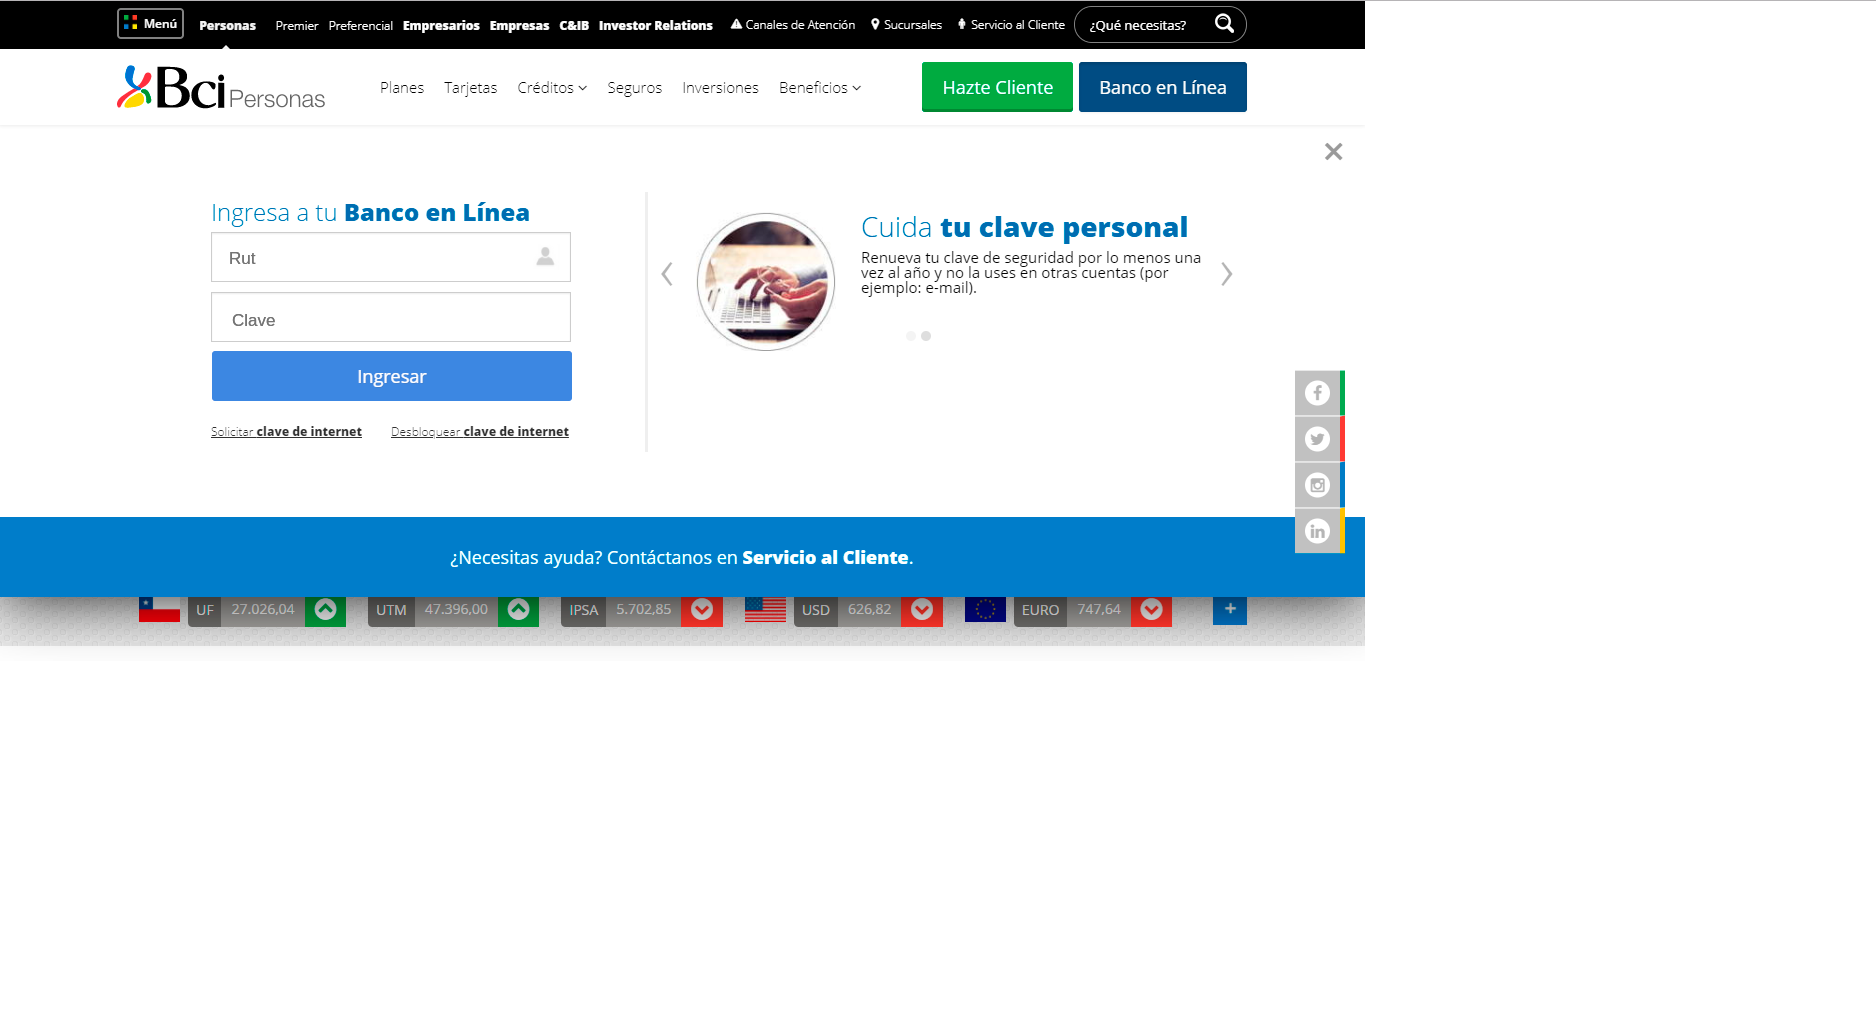 Menú Personas Premier Preferencial Empresarios Empresas C&IB Investor Relations Canales de Atención Sucursales Servicio al Cliente ¿Qué necesitas?
Bci Personas Planes Tarjetas Créditos Seguros Inversiones Beneficios Hazte Cliente Banco en Línea
Ingresa a tu Banco en Línea
Rut
Clave
Ingresar
Solicitar clave de internet Desbloquear clave de internet
Cuida tu clave personal
Renueva tu clave de seguridad por lo menos una
vez al año y no la uses en otras cuentas (por
ejemplo: e-mail).
¿Necesitas ayuda? Contáctanos en Servicio al Cliente.
UF 27.026,04 UTM 47.396,00 IPSA 5.702,85 USD 626,82 EURO 747,64 +